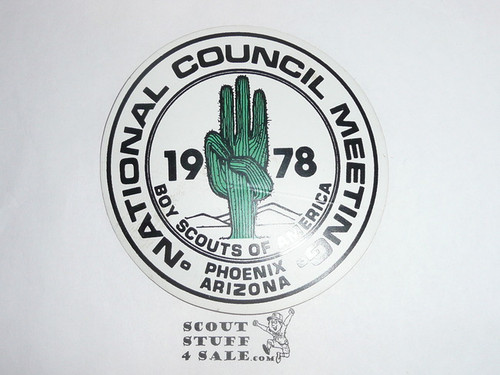 NATIONAL COUNCIL MEETING
19 78
BOY SCOUTS OF AMERICA
PHOENIX
ARIZONA
SCOUT
STUFF
4 SALE.COM